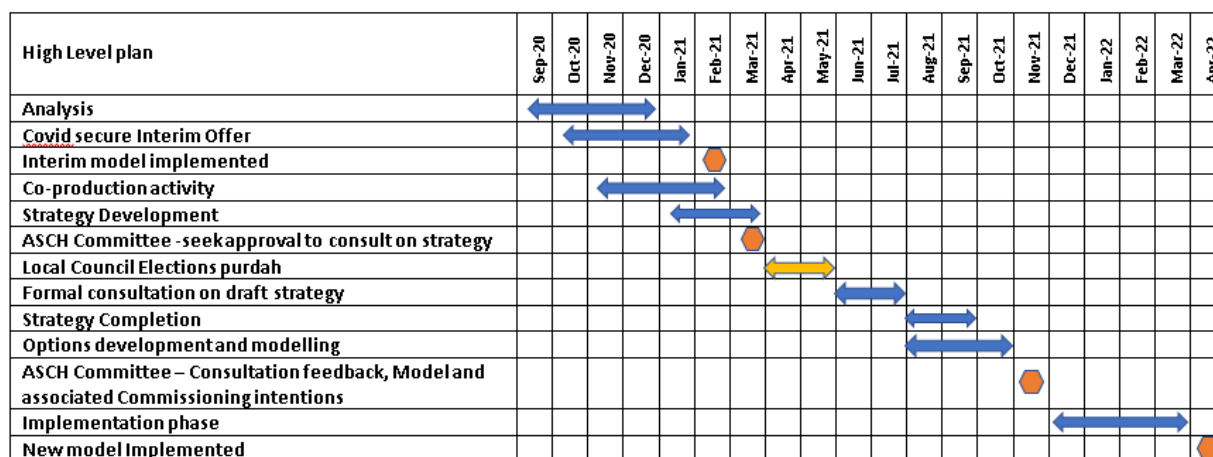 High Level plan
Sep-20
Oct-20
Nov-20
Dec-20
Jan-21
Feb-21
Mar-21
Apr-21
May-21
Jun-21
Jul-21
Aug-21
Sep-21
Oct-21
Nov-21
Dec-21
Jan-22
Feb-22
Mar-22
Apr-22
Analysis
Covid secure Interim Offer
Interim model implemented
Co-production activity
Strategy Development
ASCH Committee -seek approval to consult on strategy
Local Council Elections purdah
Formal consultation on draft strategy
Strategy Completion
Options development and modelling
ASCH Committee – Consultation feedback, Model and
associated Commissioning intentions
Implementation phase
New model Implemented